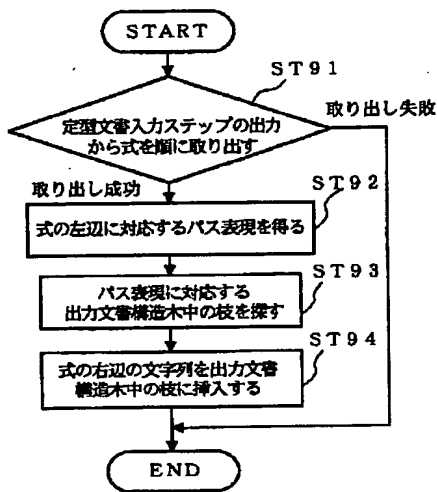 START
ST91
定型文書入力ステップの出力
から式を順に取り出す
取り出し失敗
取り出し成功
ST92
式の左辺に対応するパス表現を得る
ST93
パス表現に対応する
出力文書構造木中の枝を探す
ST94
式の右辺の文字列を出力文書
構造木中の枝に挿入する
END